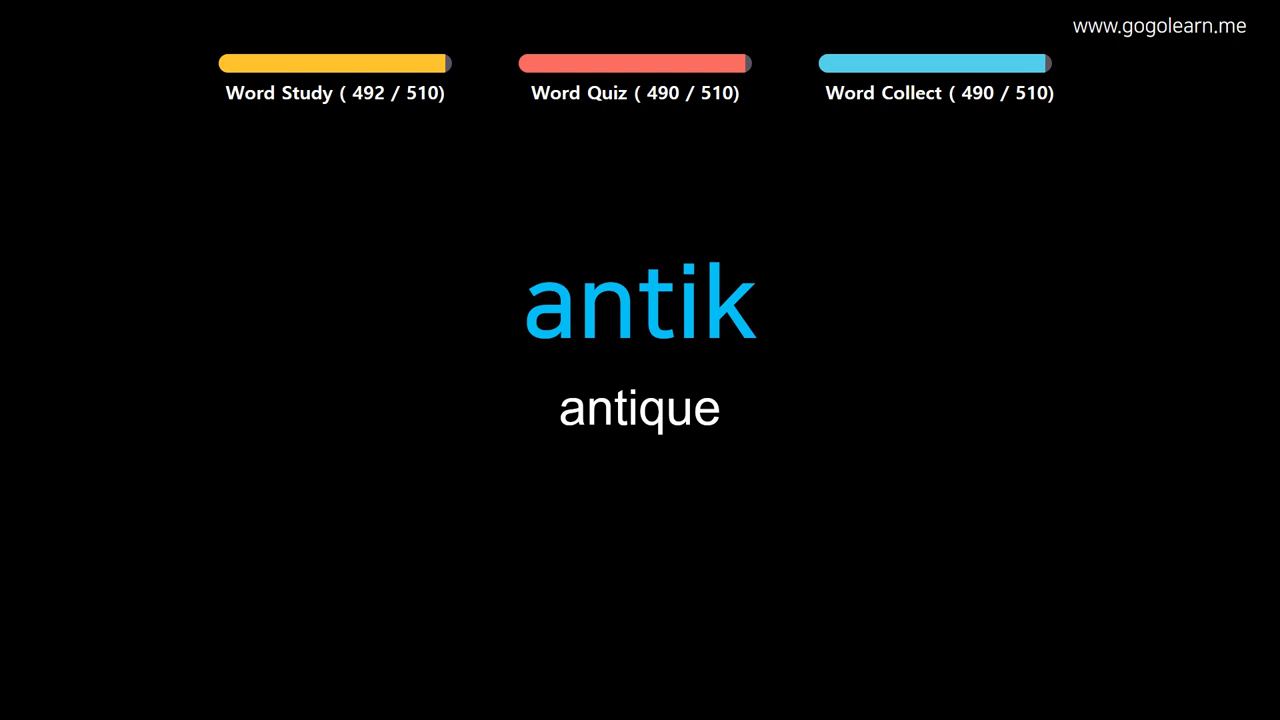 www.gogolearn.me
Word Study ( 492 / 510)
Word Quiz ( 490 / 510)
Word Collect ( 490 / 510)
antik
antique